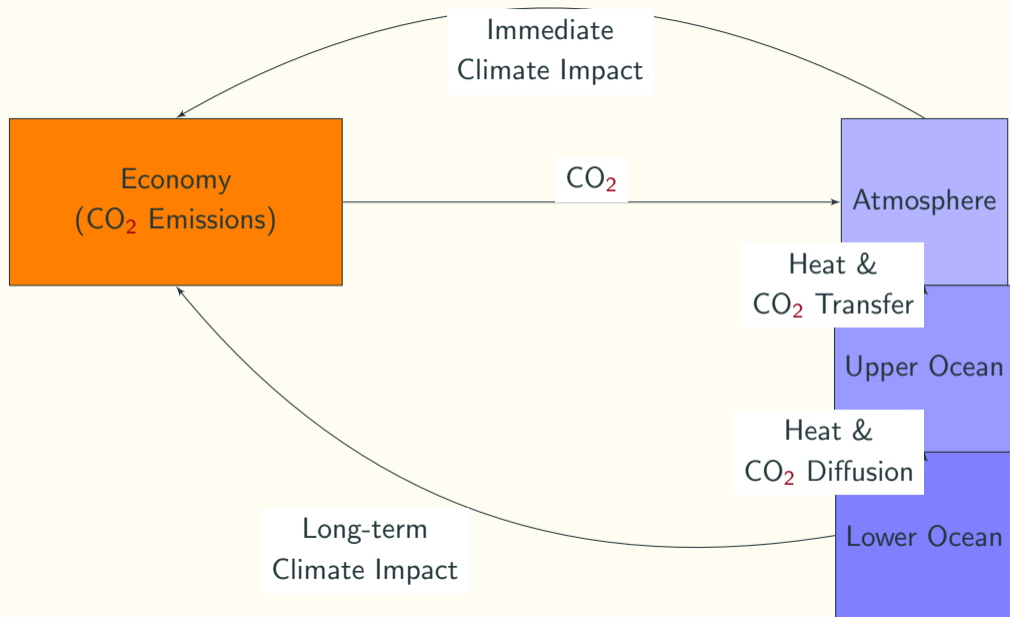 Immediate
Climate Impact
Economy
(CO₂ Emissions)
CO₂
Atmosphere
Heat &
CO₂ Transfer
Upper Ocean
Heat &
CO₂ Diffusion
Lower Ocean
Long-term
Climate Impact